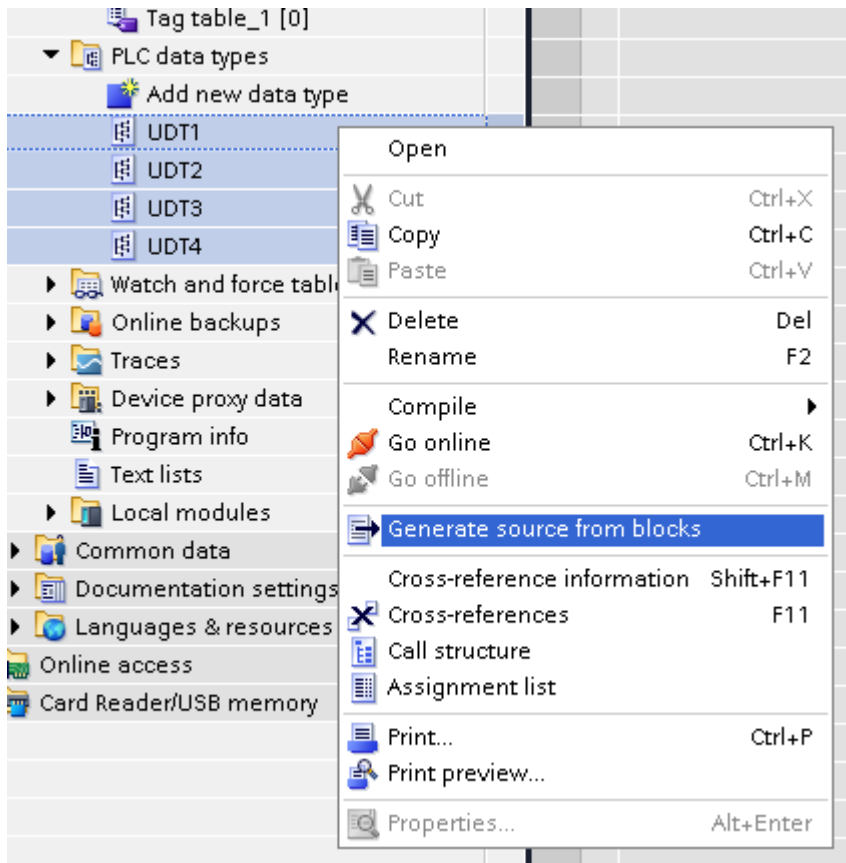 Tag table_1 [0]
PLC data types
Add new data type
UDT1
UDT2
UDT3
UDT4
Watch and force tabl
Online backups
Traces
Device proxy data
Program info
Text lists
Local modules
Common data
Documentation settings
Languages & resources
Online access
Card Reader/USB memory
Open
Cut Ctrl+X
Copy Ctrl+C
Paste Ctrl+V
Delete Del
Rename F2
Compile
Go online Ctrl+K
Go offline Ctrl+M
Generate source from blocks
Cross-reference information Shift+F11
Cross-references F11
Call structure
Assignment list
Print... Ctrl+P
Print preview...
Properties... Alt+Enter